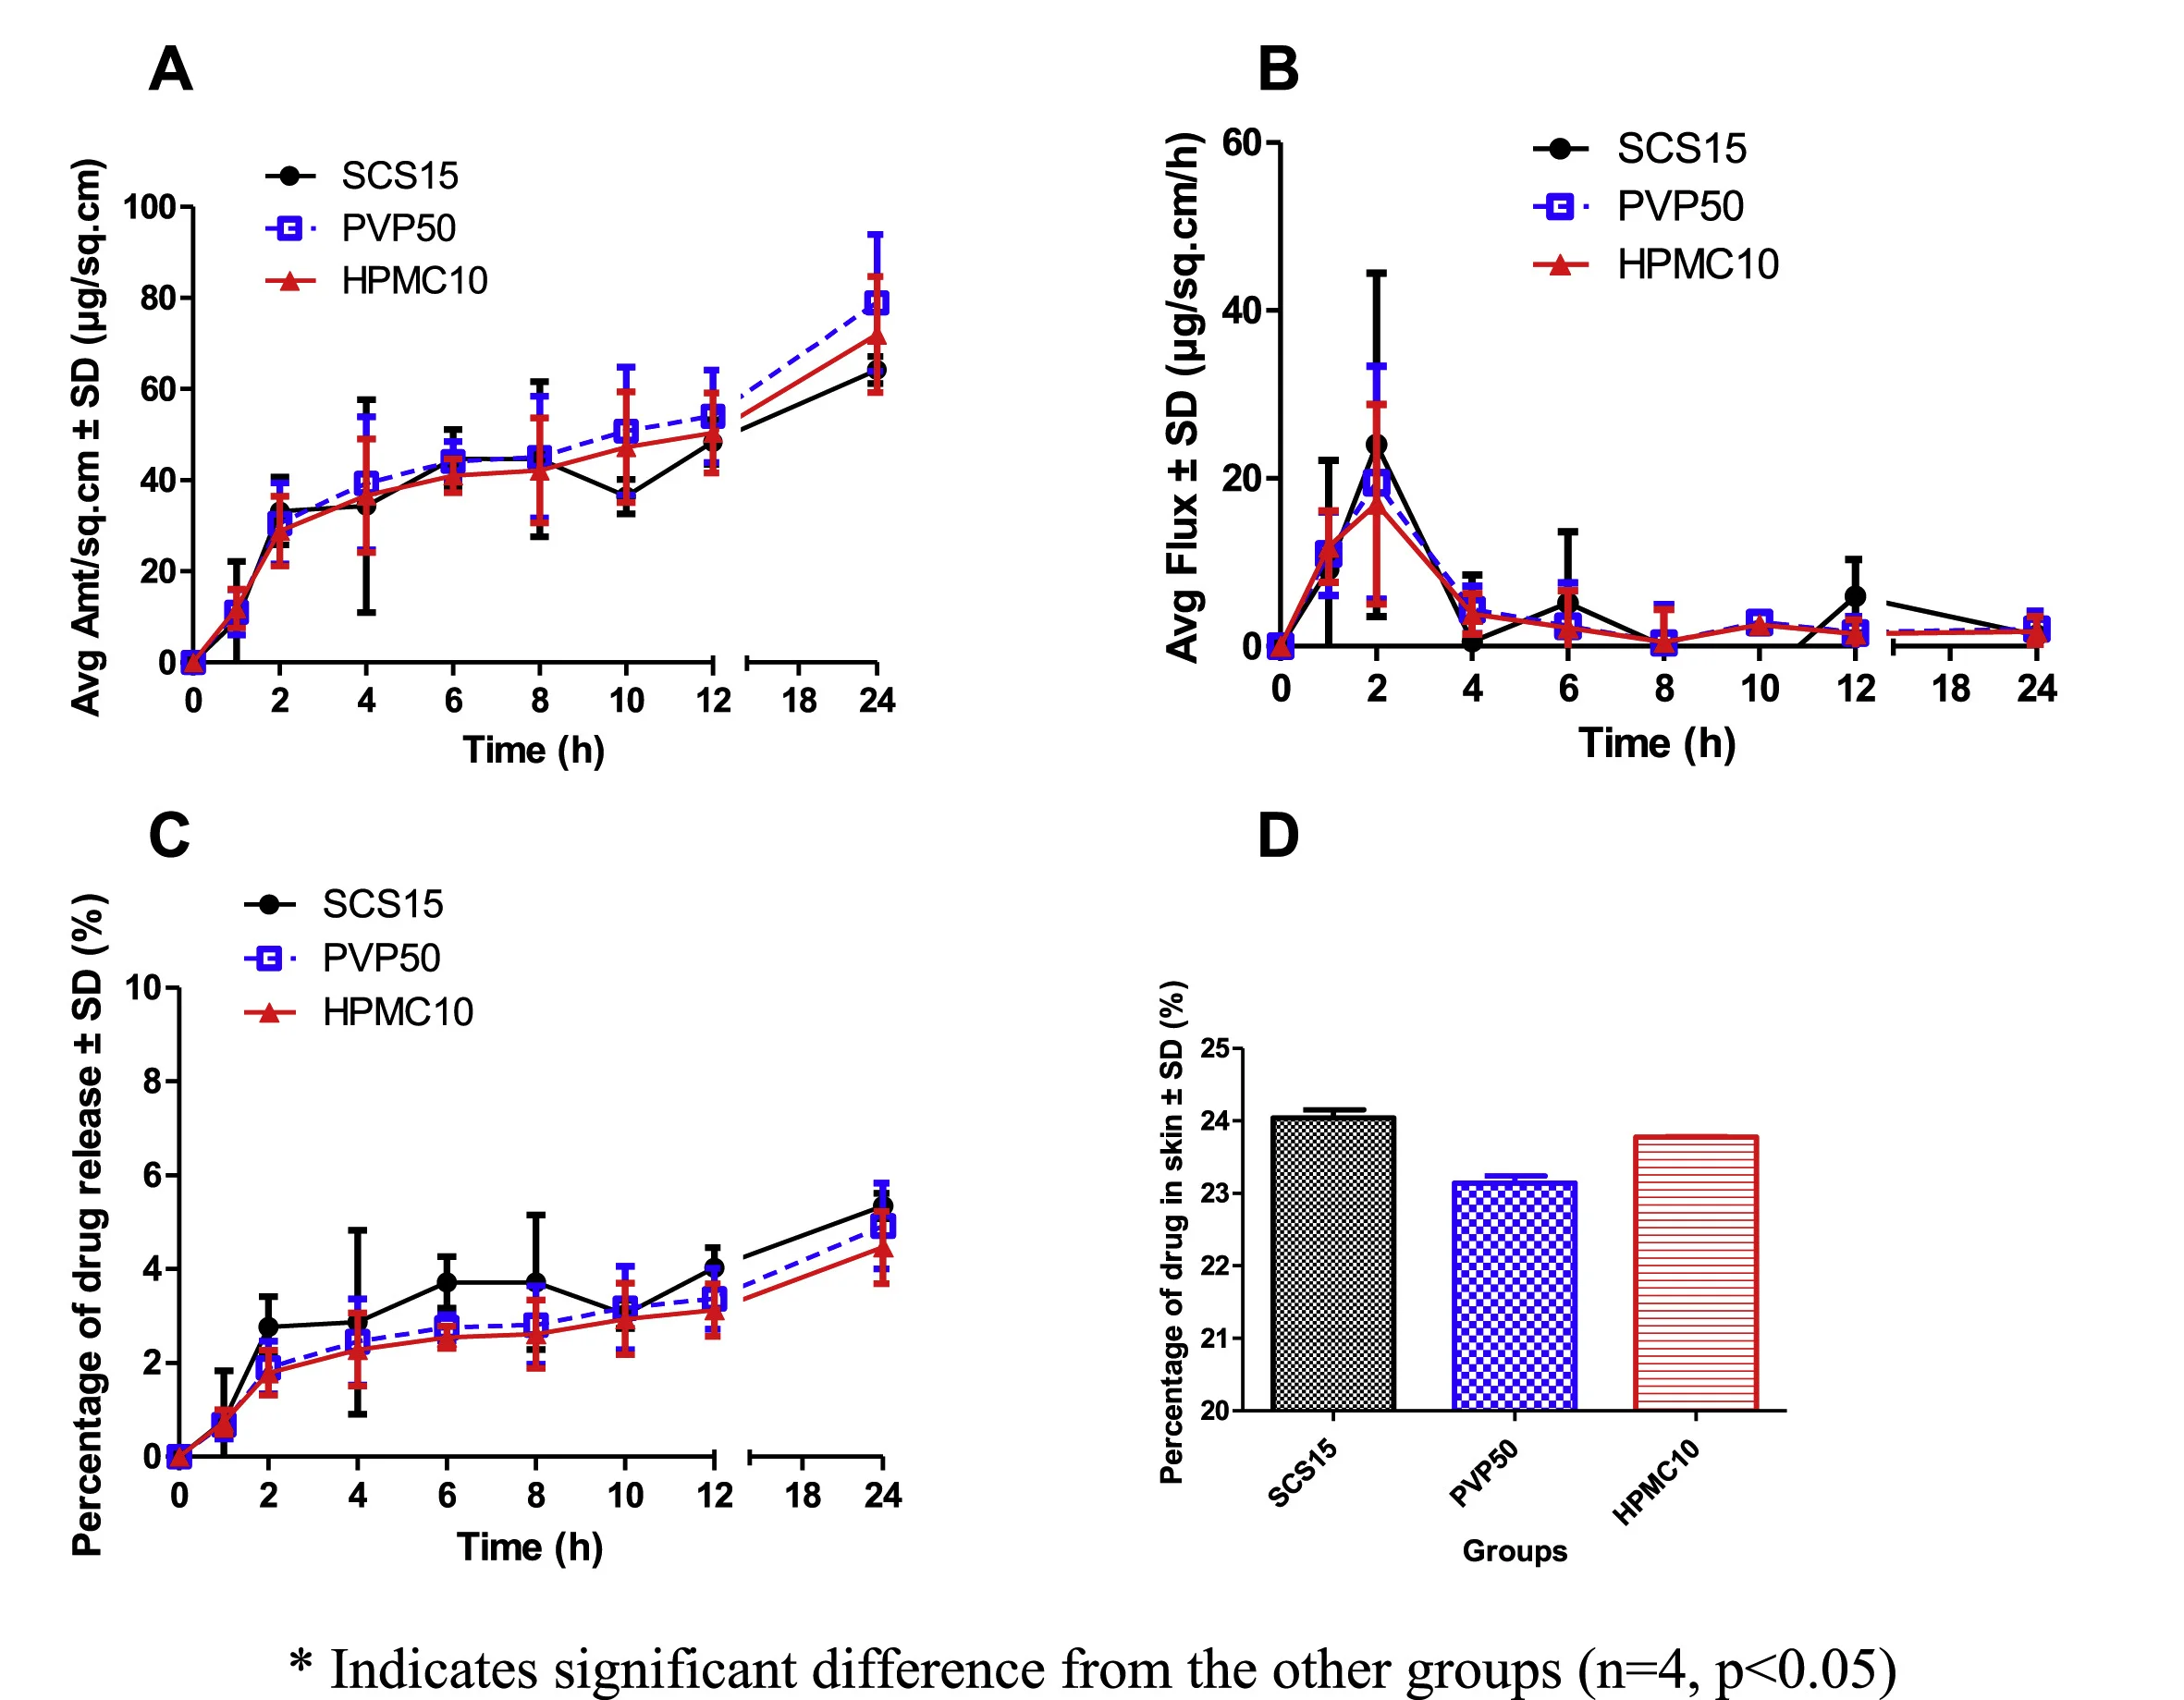 A
Avg Amt/sq.cm ± SD (µg/sq.cm)
SCS15
PVP50
HPMC10
100
80
60
40
20
0
0 2 4 6 8 10 12 18 24
Time (h)
B
Avg Flux ± SD (µg/sq.cm/h)
SCS15
PVP50
HPMC10
60
40
20
0
0 2 4 6 8 10 12 18 24
Time (h)
C
Percentage of drug release ± SD (%)
SCS15
PVP50
HPMC10
10
8
6
4
2
0
0 2 4 6 8 10 12 18 24
Time (h)
D
Percentage of drug in skin ± SD (%)
25
24
23
22
21
20
SCS15
PVP50
HPMC10
Groups
* Indicates significant difference from the other groups (n=4, p<0.05)